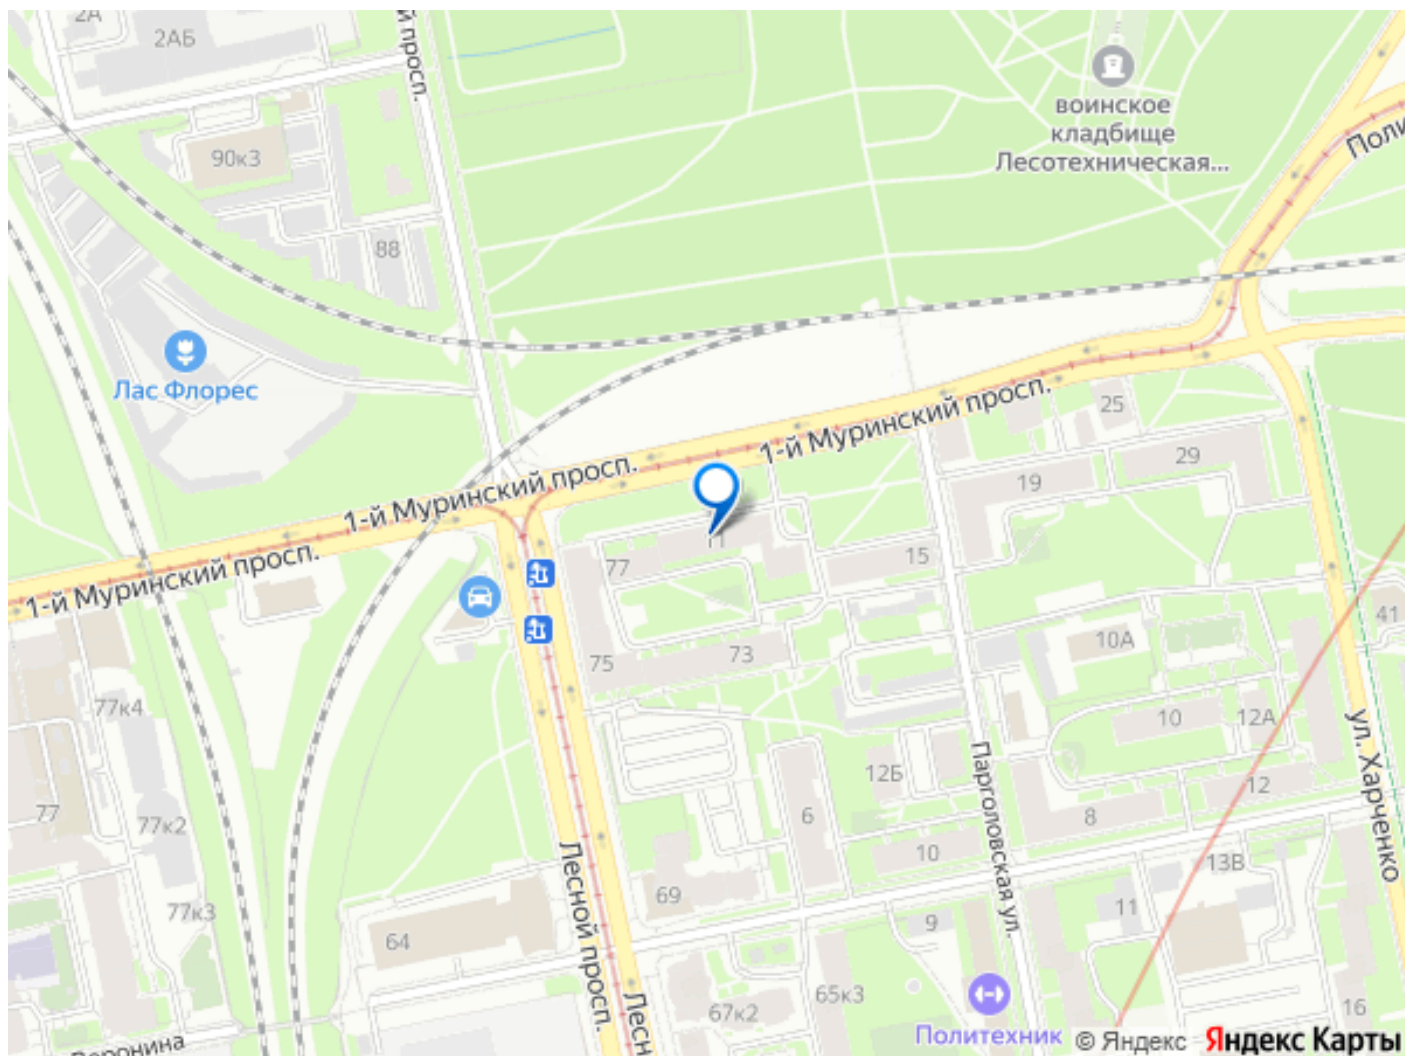 2А
2АБ
й просп.
воинское
кладбище
Лесотехническая...
Поли
90к3
88
Лас Флорес
1-й Муринский просп.
1-й Муринский просп.
1-й Муринский просп.
25
29
19
11
15
77
41
10А
73
75
77к4
10
12А
ул. Харченко
Парголовская ул.
12Б
12
77
77к2
6
8
10
13В
Лесной просп.
69
77к3
11
9
64
65к3
16
67к2
Лесн
Политехник
© Яндекс
Яндекс Карты